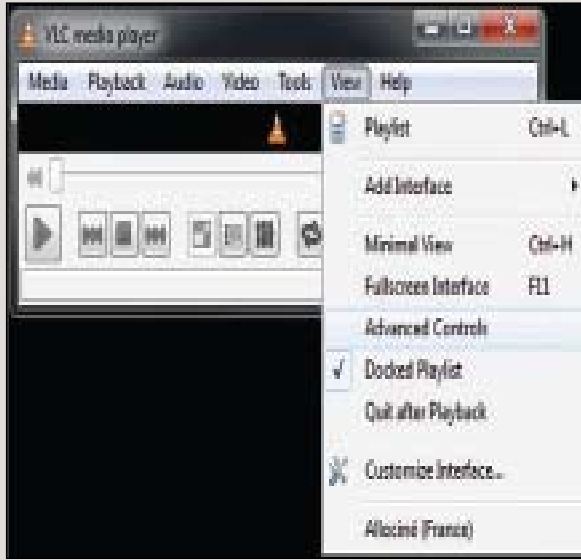 VLC media player
Media Playback Audio Video Tools View Help
Playlist Ctrl+L
Add Interface
Minimal View Ctrl+H
Fullscreen Interface F11
Advanced Controls
Docked Playlist
Quit after Playback
Customize Interface...
Allociné (France)